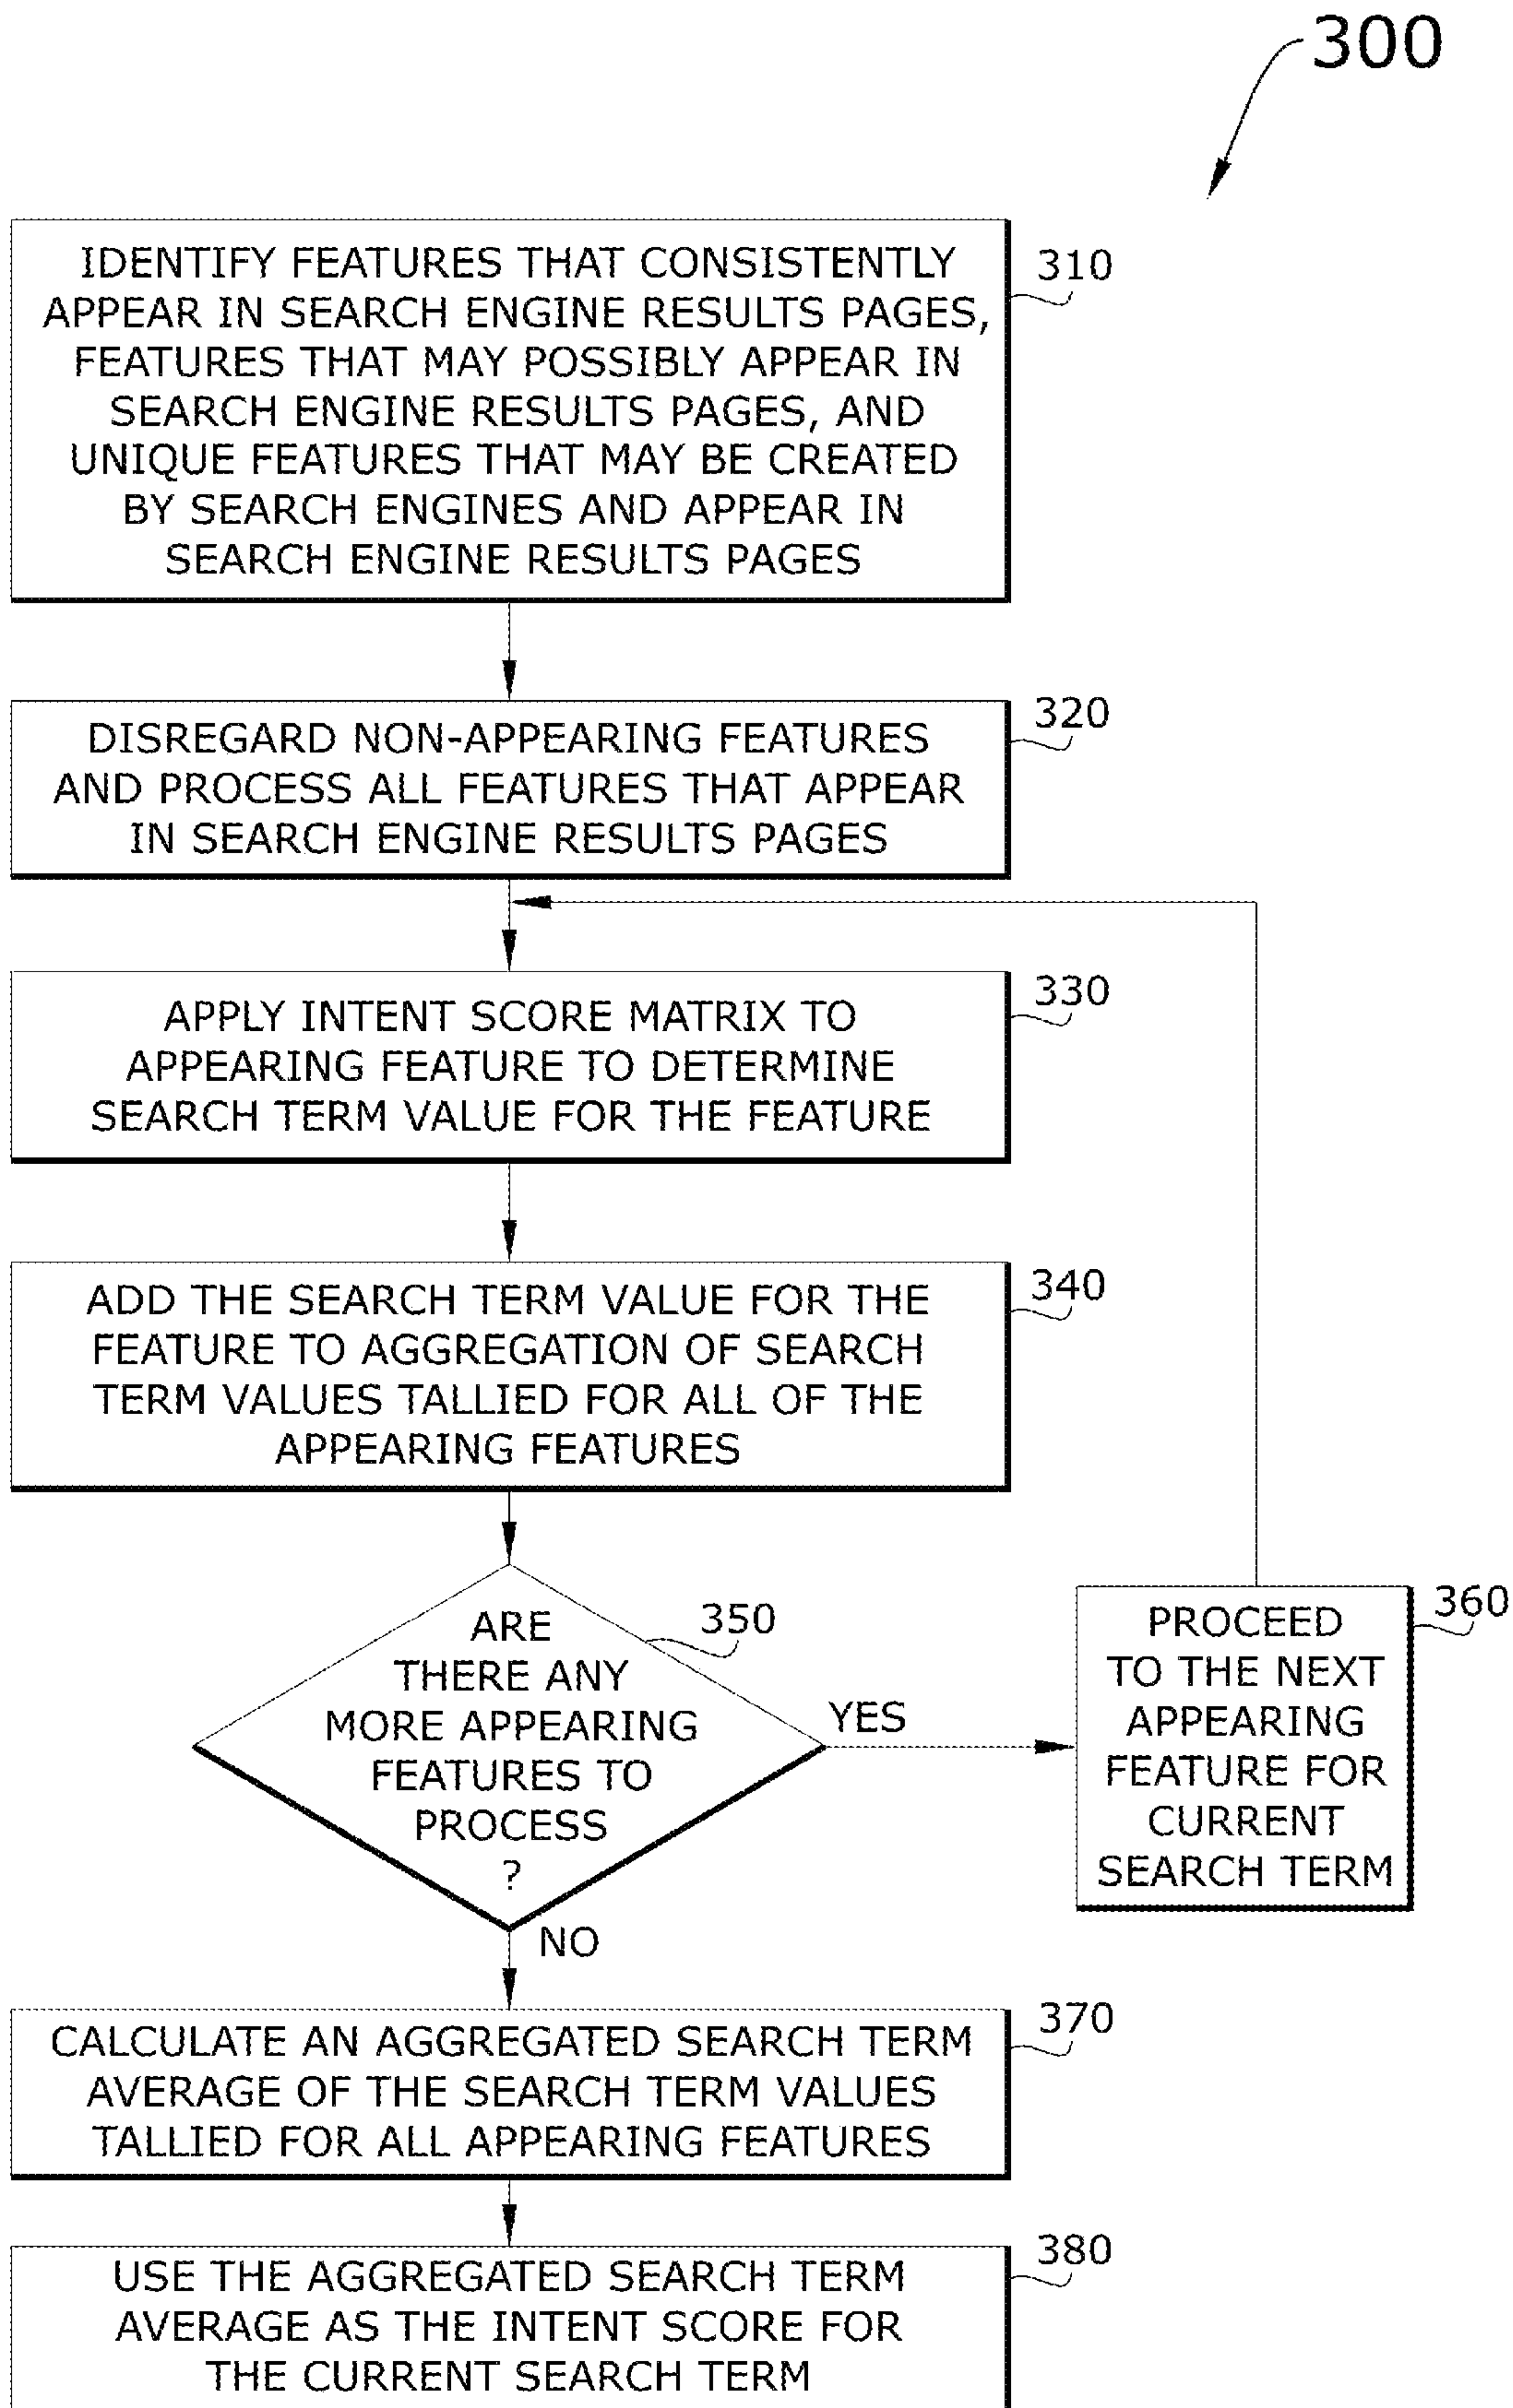 300
IDENTIFY FEATURES THAT CONSISTENTLY
APPEAR IN SEARCH ENGINE RESULTS PAGES,
FEATURES THAT MAY POSSIBLY APPEAR IN
SEARCH ENGINE RESULTS PAGES, AND
UNIQUE FEATURES THAT MAY BE CREATED
BY SEARCH ENGINES AND APPEAR IN
SEARCH ENGINE RESULTS PAGES
310
DISREGARD NON-APPEARING FEATURES
AND PROCESS ALL FEATURES THAT APPEAR
IN SEARCH ENGINE RESULTS PAGES
320
APPLY INTENT SCORE MATRIX TO
APPEARING FEATURE TO DETERMINE
SEARCH TERM VALUE FOR THE FEATURE
330
ADD THE SEARCH TERM VALUE FOR THE
FEATURE TO AGGREGATION OF SEARCH
TERM VALUES TALLIED FOR ALL OF THE
APPEARING FEATURES
340
ARE
THERE ANY
MORE APPEARING
FEATURES TO
PROCESS
?
350
YES
PROCEED
TO THE NEXT
APPEARING
FEATURE FOR
CURRENT
SEARCH TERM
360
NO
CALCULATE AN AGGREGATED SEARCH TERM
AVERAGE OF THE SEARCH TERM VALUES
TALLIED FOR ALL APPEARING FEATURES
370
USE THE AGGREGATED SEARCH TERM
AVERAGE AS THE INTENT SCORE FOR
THE CURRENT SEARCH TERM
380